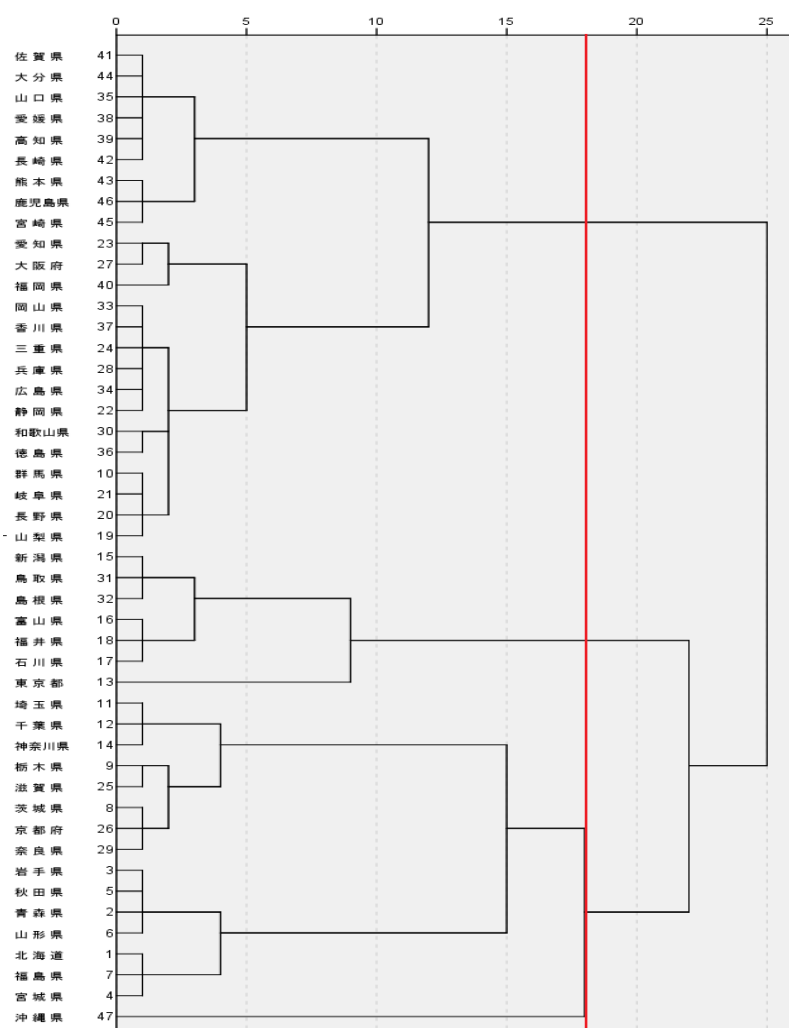 0 5 10 15 20 25
佐賀県 41
大分県 44
山口県 35
愛媛県 38
高知県 39
長崎県 42
熊本県 43
鹿児島県 46
宮崎県 45
愛知県 23
大阪府 27
福岡県 40
岡山県 33
香川県 37
三重県 24
兵庫県 28
広島県 34
静岡県 22
和歌山県 30
徳島県 36
群馬県 10
岐阜県 21
長野県 20
山梨県 19
新潟県 15
鳥取県 31
島根県 32
富山県 16
福井県 18
石川県 17
東京都 13
埼玉県 11
千葉県 12
神奈川県 14
栃木県 9
滋賀県 25
茨城県 8
京都府 26
奈良県 29
岩手県 3
秋田県 5
青森県 2
山形県 6
北海道 1
福島県 7
宮城県 4
沖縄県 47